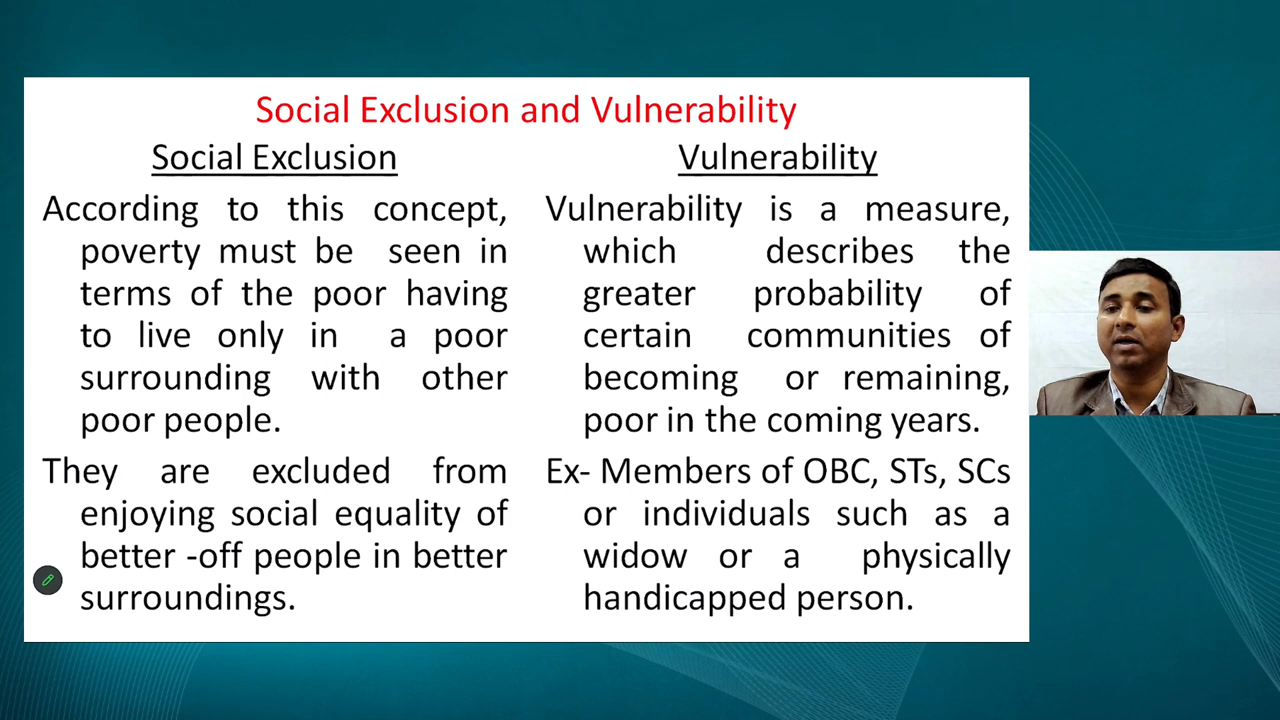 Social Exclusion and Vulnerability
Social Exclusion
According to this concept,
poverty must be seen in
terms of the poor having
to live only in a poor
surrounding with other
poor people.
They are excluded from
enjoying social equality of
better -off people in better
surroundings.
Vulnerability
Vulnerability is a measure,
which describes the
greater probability of
certain communities of
becoming or remaining,
poor in the coming years.
Ex- Members of OBC, STs, SCs
or individuals such as a
widow or a physically
handicapped person.